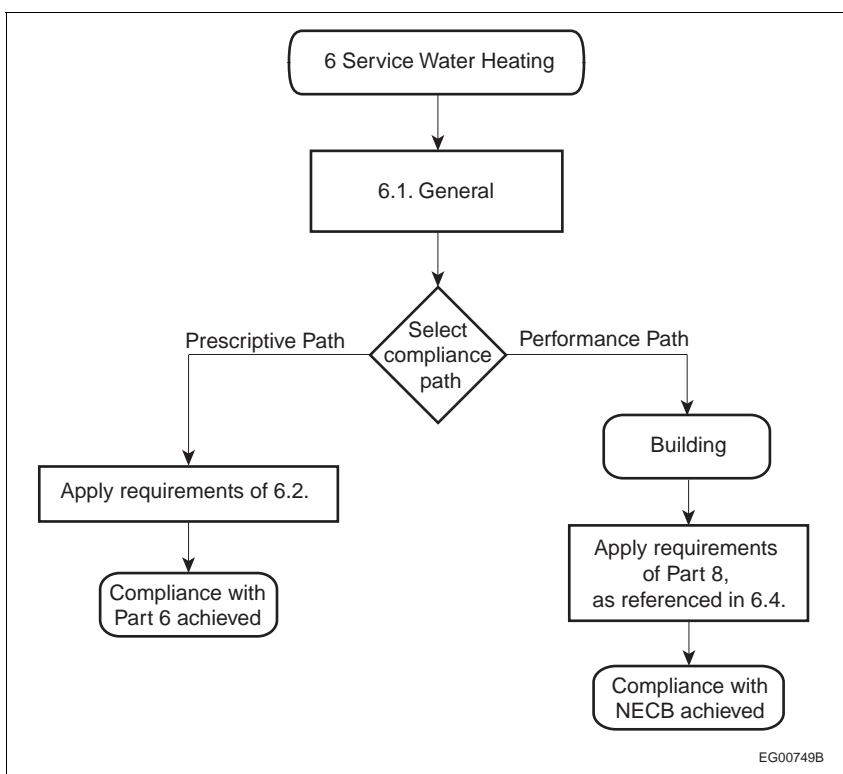 6 Service Water Heating
6.1. General
Select
compliance
path
Prescriptive Path
Performance Path
Apply requirements of 6.2.
Compliance with
Part 6 achieved
Building
Apply requirements
of Part 8,
as referenced in 6.4.
Compliance with
NECB achieved
EG00749B